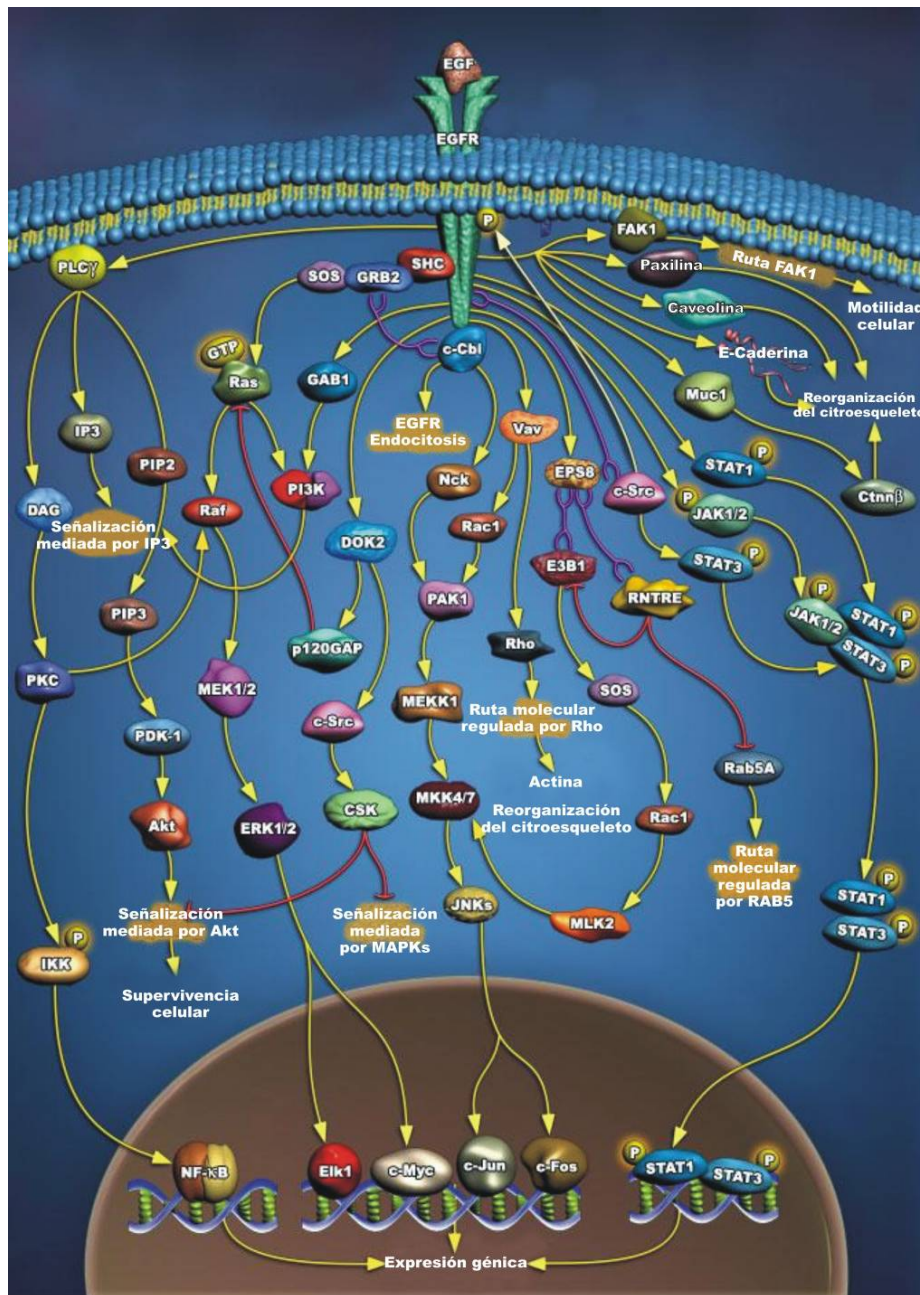 EGF
EGFR
P
FAK1
PLCγ
SHC
Paxilina
Ruta FAK1
SOS
GRB2
Motilidad
celular
Caveolina
GTP
c-Cbl
E-Caderina
Ras
GAB1
Muc1
Reorganización
del citroesqueleto
EGFR
Endocitosis
Vav
IP3
P
STAT1
PIP2
Nck
EPS8
c-Src
Ctnnβ
PI3K
P
DAG
Raf
JAK1/2
Señalización
mediada por IP3
Rac1
DOK2
P
STAT3
E3B1
P
PAK1
RNTRE
PIP3
JAK1/2
STAT1
P
Rho
p120GAP
STAT3
P
PKC
MEK1/2
SOS
MEKK1
c-Src
Ruta molecular
regulada por Rho
PDK-1
Rab5A
Actina
MKK4/7
CSK
Reorganización
del citroesqueleto
Akt
ERK1/2
Rac1
Ruta
molecular
regulada
por RAB5
P
STAT1
JNKs
Señalización
mediada por Akt
Señalización
mediada
por MAPKs
MLK2
P
STAT3
P
IKK
Supervivencia
celular
NF-κB
Elk1
c-Myc
c-Jun
c-Fos
P
STAT1
STAT3
P
Expresión génica